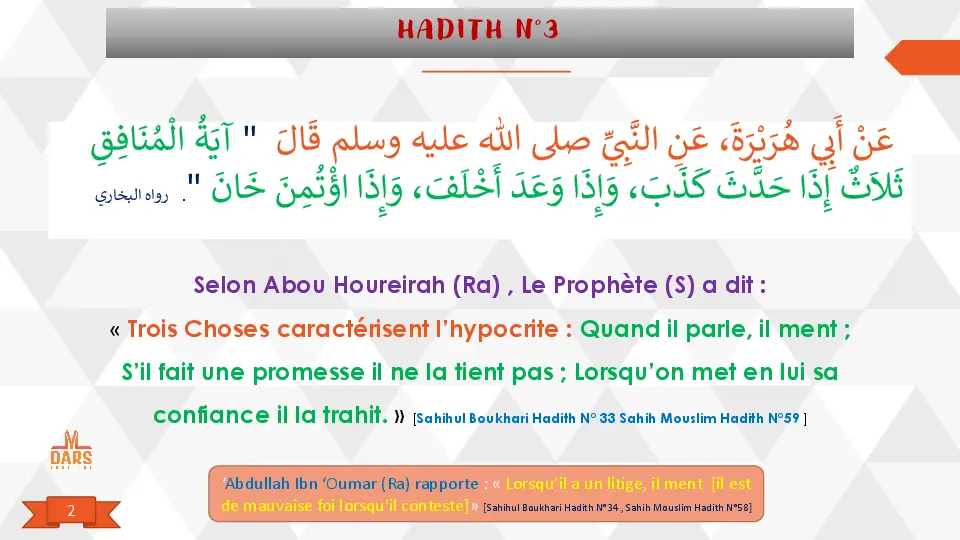 HADITH N°3
عَنْ أَبِي هُرَيْرَةَ، عَنِ النَّبِيِّ صلى الله عليه وسلم قَالَ " آيَةُ الْمُنَافِقِ
ثَلاَثٌ إِذَا حَدَّثَ كَذَبَ، وَإِذَا وَعَدَ أَخْلَفَ، وَإِذَا اؤْتُمِنَ خَانَ ". رواه البخاري
Selon Abou Houreirah (Ra) , Le Prophète (S) a dit :
« Trois Choses caractérisent l'hypocrite : Quand il parle, il ment ;
S'il fait une promesse il ne la tient pas ; Lorsqu'on met en lui sa
confiance il la trahit. » [Sahihul Boukhari Hadith N° 33 Sahih Mouslim Hadith N°59 ]
M
DARS
'Abdullah Ibn 'Oumar (Ra) rapporte : « Lorsqu'il a un litige, il ment [il est
de mauvaise foi lorsqu'il conteste]» [Sahihul Boukhari Hadith N°34 , Sahih Mouslim Hadith N°58]
2